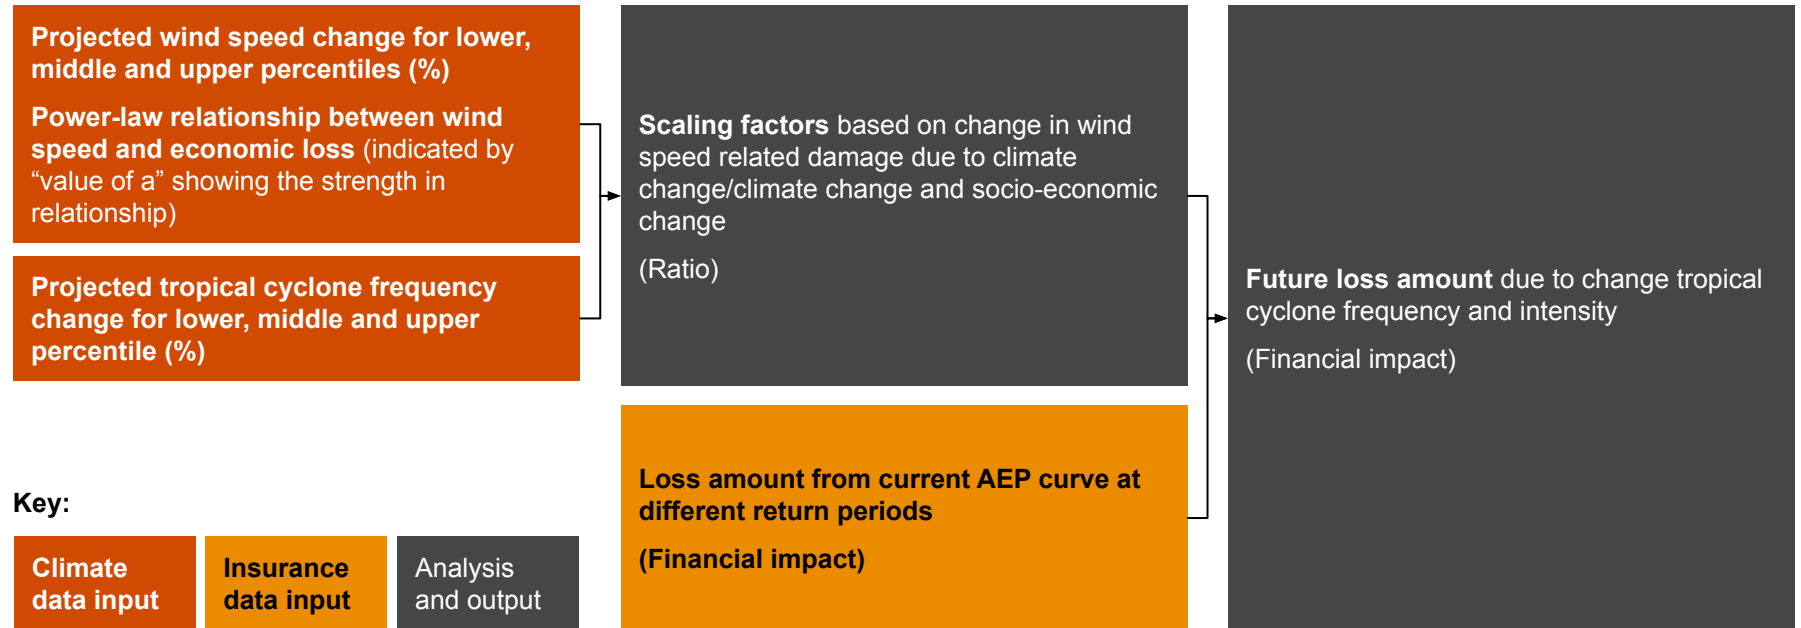 Projected wind speed change for lower,
middle and upper percentiles (%)
Power-law relationship between wind
speed and economic loss (indicated by
“value of a” showing the strength in
relationship)
Projected tropical cyclone frequency
change for lower, middle and upper
percentile (%)
Scaling factors based on change in wind
speed related damage due to climate
change/climate change and socio-economic
change
(Ratio)
Loss amount from current AEP curve at
different return periods
(Financial impact)
Future loss amount due to change tropical
cyclone frequency and intensity
(Financial impact)
Key:
Climate
data input
Insurance
data input
Analysis
and output